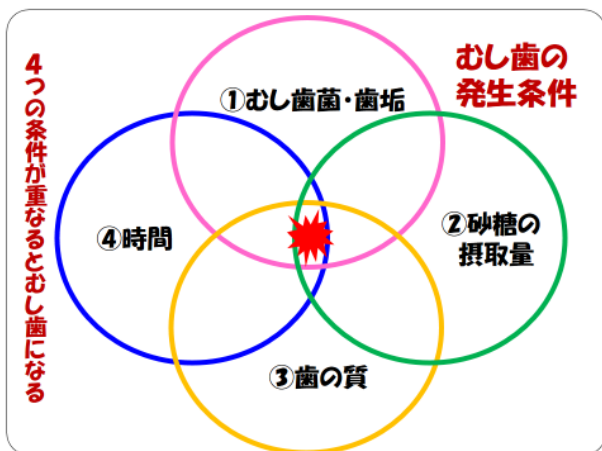 むし歯の
発生条件
4つの条件が重なるとむし歯になる
①むし歯菌・歯垢
②砂糖の
摂取量
③歯の質
④時間